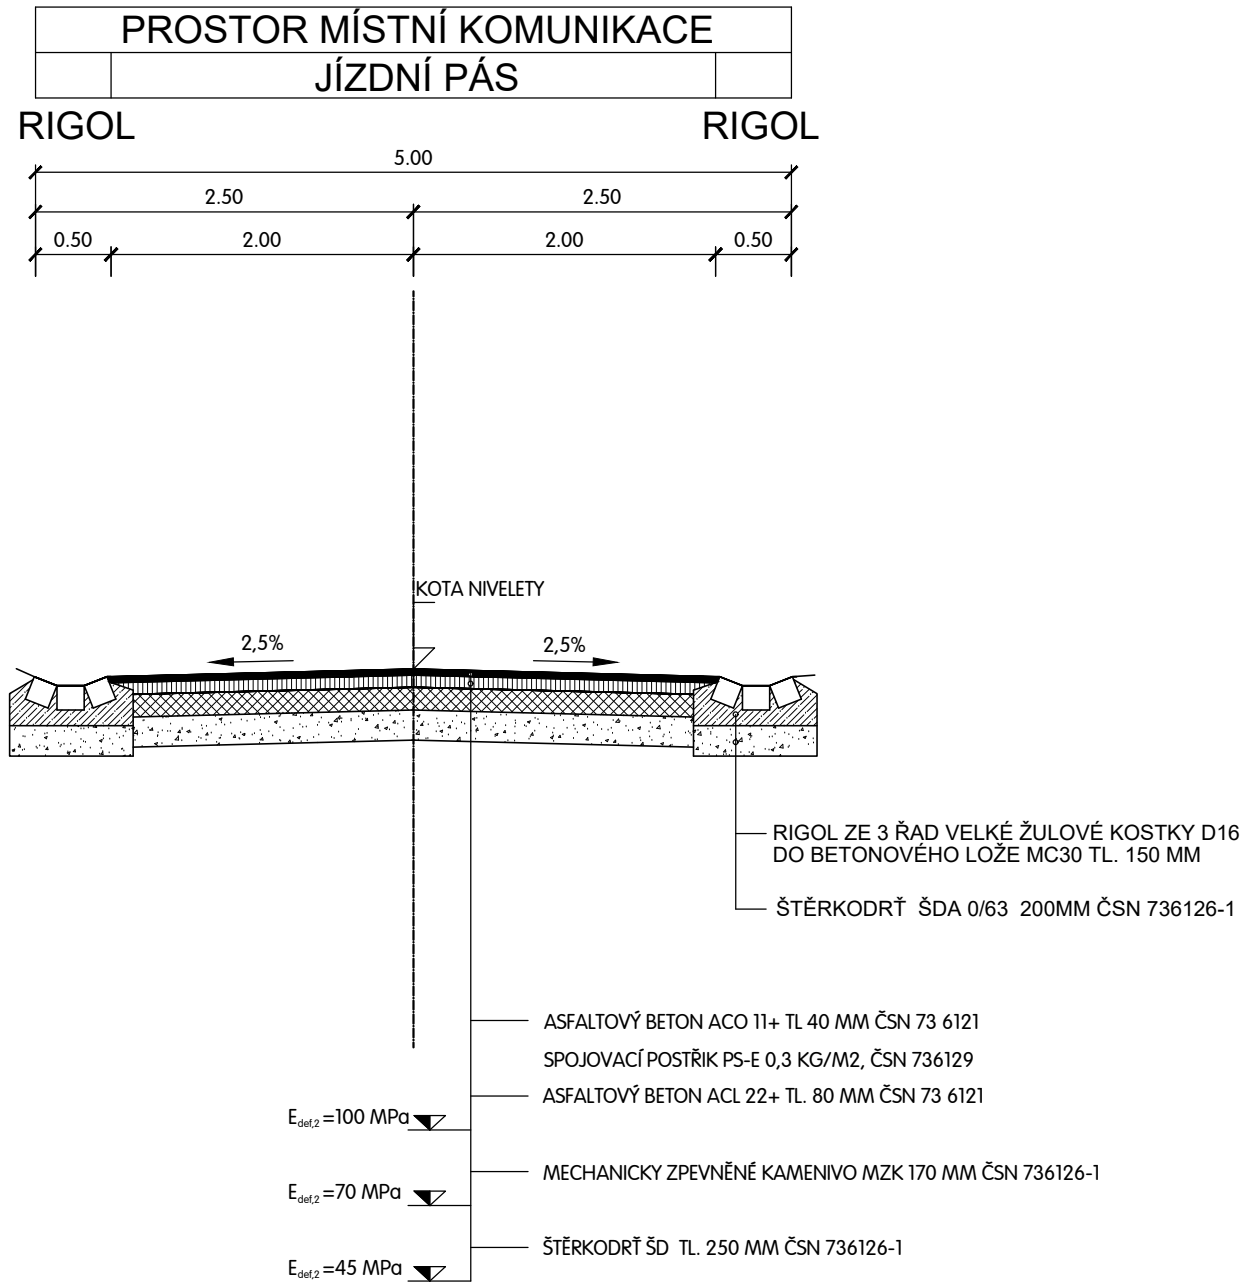 PROSTOR MÍSTNÍ KOMUNIKACE
JÍZDNÍ PÁS
RIGOL RIGOL
5.00
2.50 2.50
0.50 2.00 2.00 0.50
KOTA NIVELETY
2,5% 2,5%
RIGOL ZE 3 ŘAD VELKÉ ŽULOVÉ KOSTKY D16
DO BETONOVÉHO LOŽE MC30 TL. 150 MM
ŠTĚRKODRŤ ŠDA 0/63 200MM ČSN 736126-1
ASFALTOVÝ BETON ACO 11+ TL 40 MM ČSN 73 6121
SPOJOVACÍ POSTŘIK PS-E 0,3 KG/M2, ČSN 736129
ASFALTOVÝ BETON ACL 22+ TL. 80 MM ČSN 73 6121
Edef,2 =100 MPa
MECHANICKY ZPEVNĚNÉ KAMENIVO MZK 170 MM ČSN 736126-1
Edef,2 =70 MPa
ŠTĚRKODRŤ ŠD TL. 250 MM ČSN 736126-1
Edef,2 =45 MPa